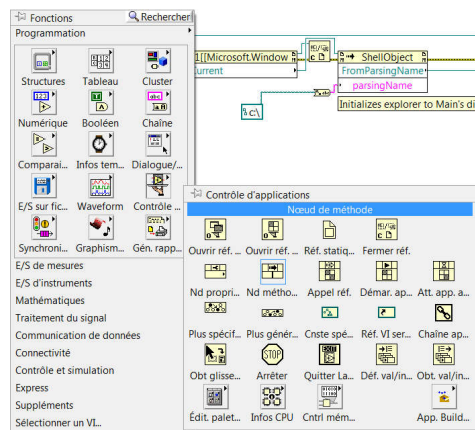 Fonctions
Rechercher
Programmation
Structures Tableau Cluster
Numérique Booléen Chaîne
Comparai... Infos tem... Dialogue/...
E/S sur fic... Waveform Contrôle ...
Synchroni... Graphism... Gén. rapp...
E/S de mesures
E/S d'instruments
Mathématiques
Traitement du signal
Communication de données
Connectivité
Contrôle et simulation
Express
Suppléments
Sélectionner un VI...
1[[Microsoft.Window
urrent
ShellObject
FromParsingName
parsingName
c:\
Initializes explorer to Main's di
Contrôle d'applications
Nœud de méthode
Ouvrir réf. ... Ouvrir réf. ... Réf. statiq... Fermer réf.
Nd propri... Nd métho... Appel réf. Démar. ap... Att. app. a...
Plus spécif... Plus génér... Cnste spé... Réf. VI ser... Chaîne ap...
STOP
Obt glisse... Arrêter Quitter La... Déf. val/in... Obt. val/in...
Édit. palet... Infos CPU Cntrl mém... App. Build...